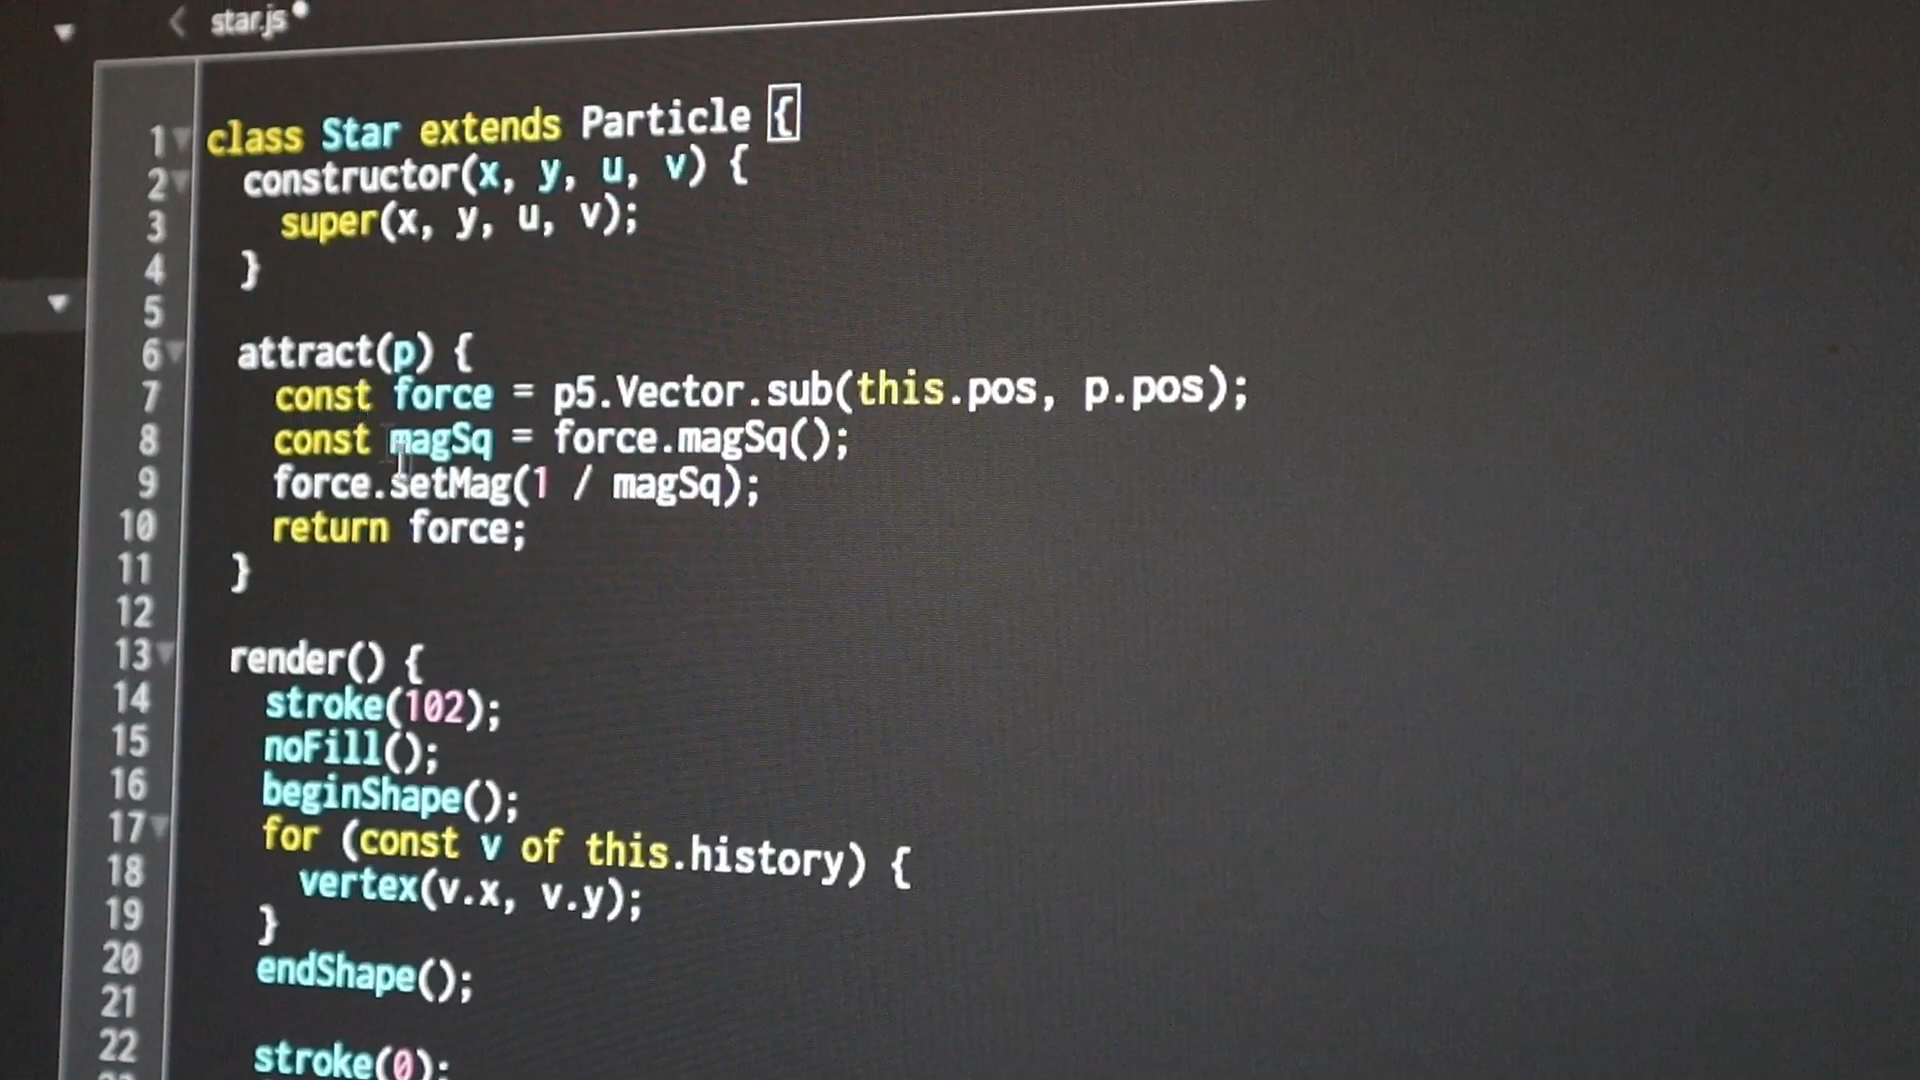 star.js
1 class Star extends Particle {
2 constructor(x, y, u, v) {
3 super(x, y, u, v);
4 }
5
6 attract(p) {
7 const force = p5.Vector.sub(this.pos, p.pos);
8 const magSq = force.magSq();
9 force.setMag(1 / magSq);
10 return force;
11 }
12
13 render() {
14 stroke(102);
15 noFill();
16 beginShape();
17 for (const v of this.history) {
18 vertex(v.x, v.y);
19 }
20 endShape();
21
22 stroke(0);